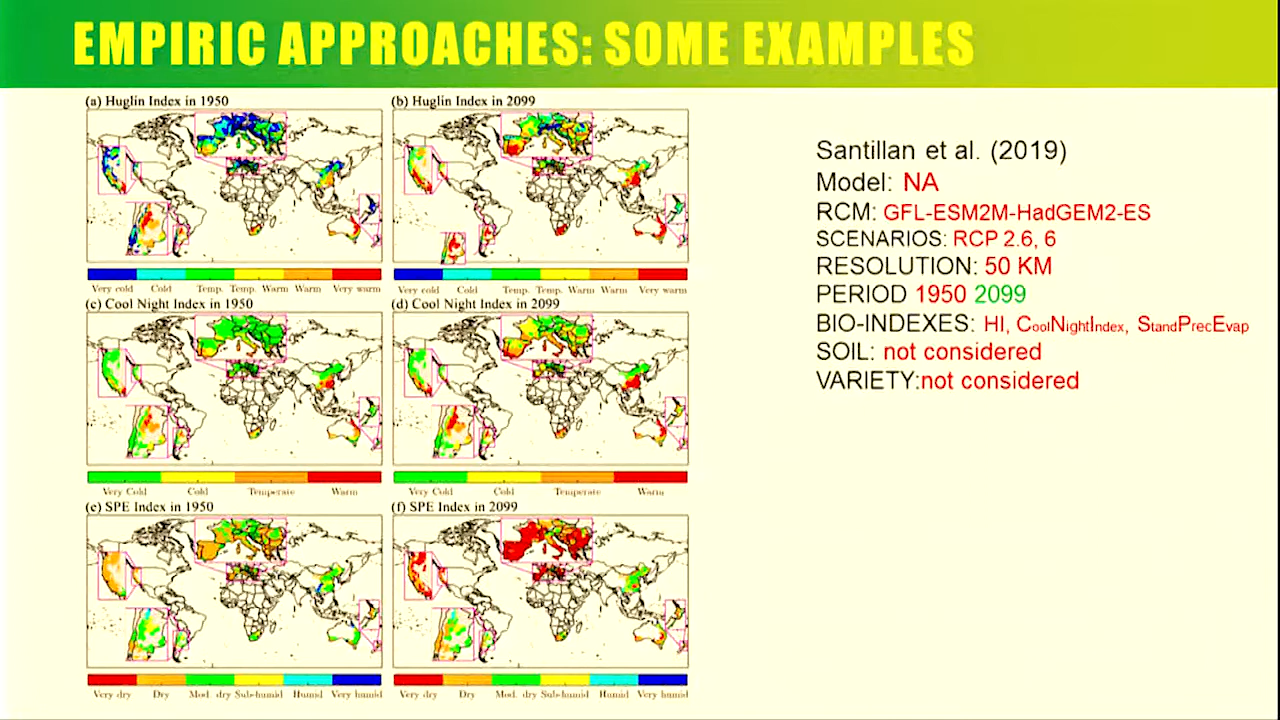 EMPIRIC APPROACHES: SOME EXAMPLES
(a) Huglin Index in 1950
(b) Huglin Index in 2099
Very cold Cold Temp. Temp. Warm Warm Very warm
Very cold Cold Temp. Temp. Warm Warm Very warm
(c) Cool Night Index in 1950
(d) Cool Night Index in 2099
Very Cold Cold Temperate Warm
Very Cold Cold Temperate Warm
(e) SPE Index in 1950
(f) SPE Index in 2099
Very dry Dry Mod. dry Sub-humid Humid Very humid
Very dry Dry Mod. dry Sub-humid Humid Very humid
Santillan et al. (2019)
Model: NA
RCM: GFL-ESM2M-HadGEM2-ES
SCENARIOS: RCP 2.6, 6
RESOLUTION: 50 KM
PERIOD 1950 2099
BIO-INDEXES: HI, CoolNightIndex, StandPrecEvap
SOIL: not considered
VARIETY:not considered